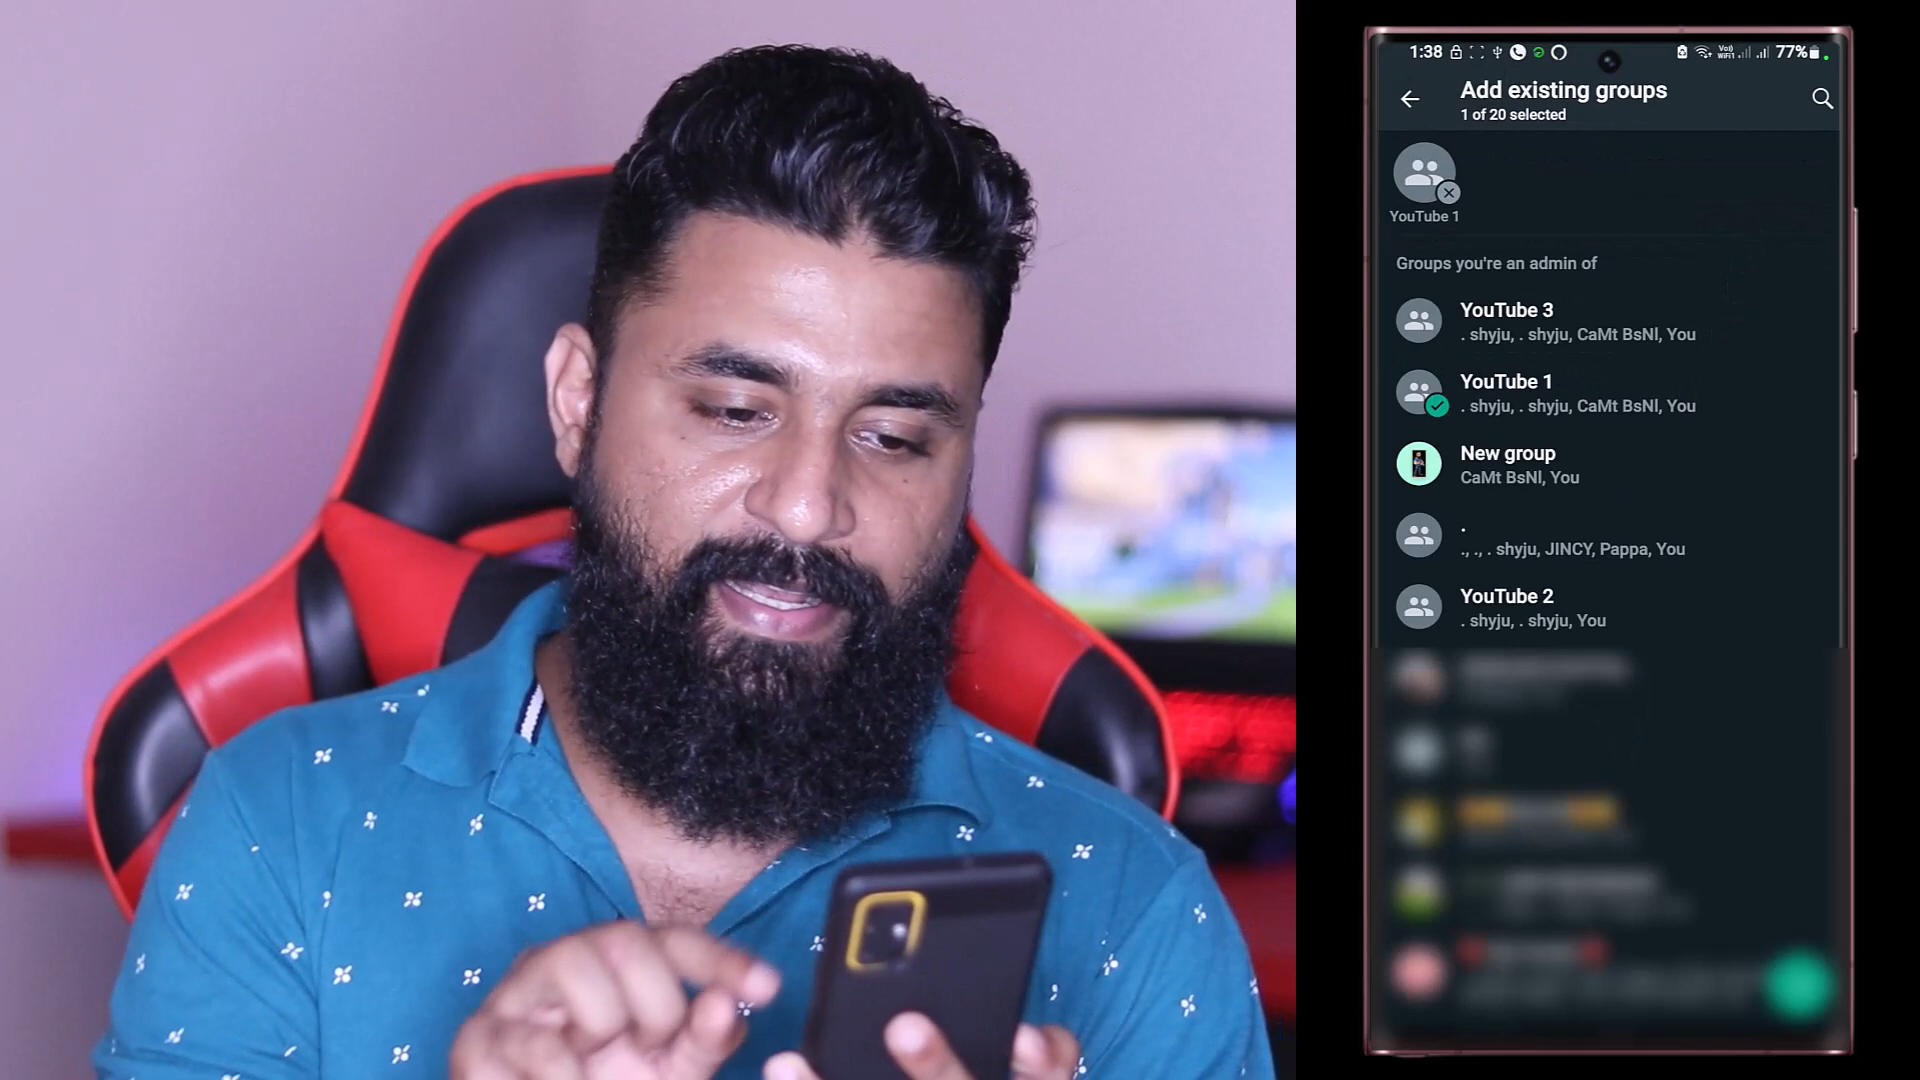 1:38 Vo) WiFi1 77%
Add existing groups
1 of 20 selected
YouTube 1
Groups you're an admin of
YouTube 3
. shyju, . shyju, CaMt BsNl, You
YouTube 1
. shyju, . shyju, CaMt BsNl, You
New group
CaMt BsNl, You
.
., ., . shyju, JINCY, Pappa, You
YouTube 2
. shyju, . shyju, You